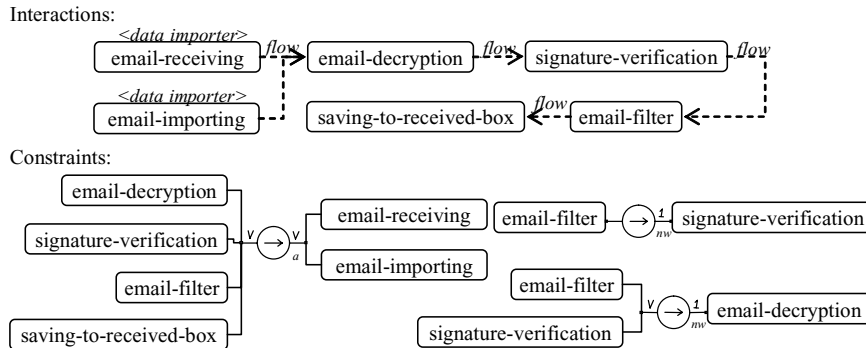 Interactions:
<data importer>
email-receiving
flow
email-decryption
flow
signature-verification
flow
<data importer>
email-importing
saving-to-received-box
flow
email-filter
Constraints:
email-decryption
signature-verification
email-filter
saving-to-received-box
v
→
v
a
email-receiving
email-importing
email-filter
→
1
nw
signature-verification
email-filter
signature-verification
v
→
1
nw
email-decryption